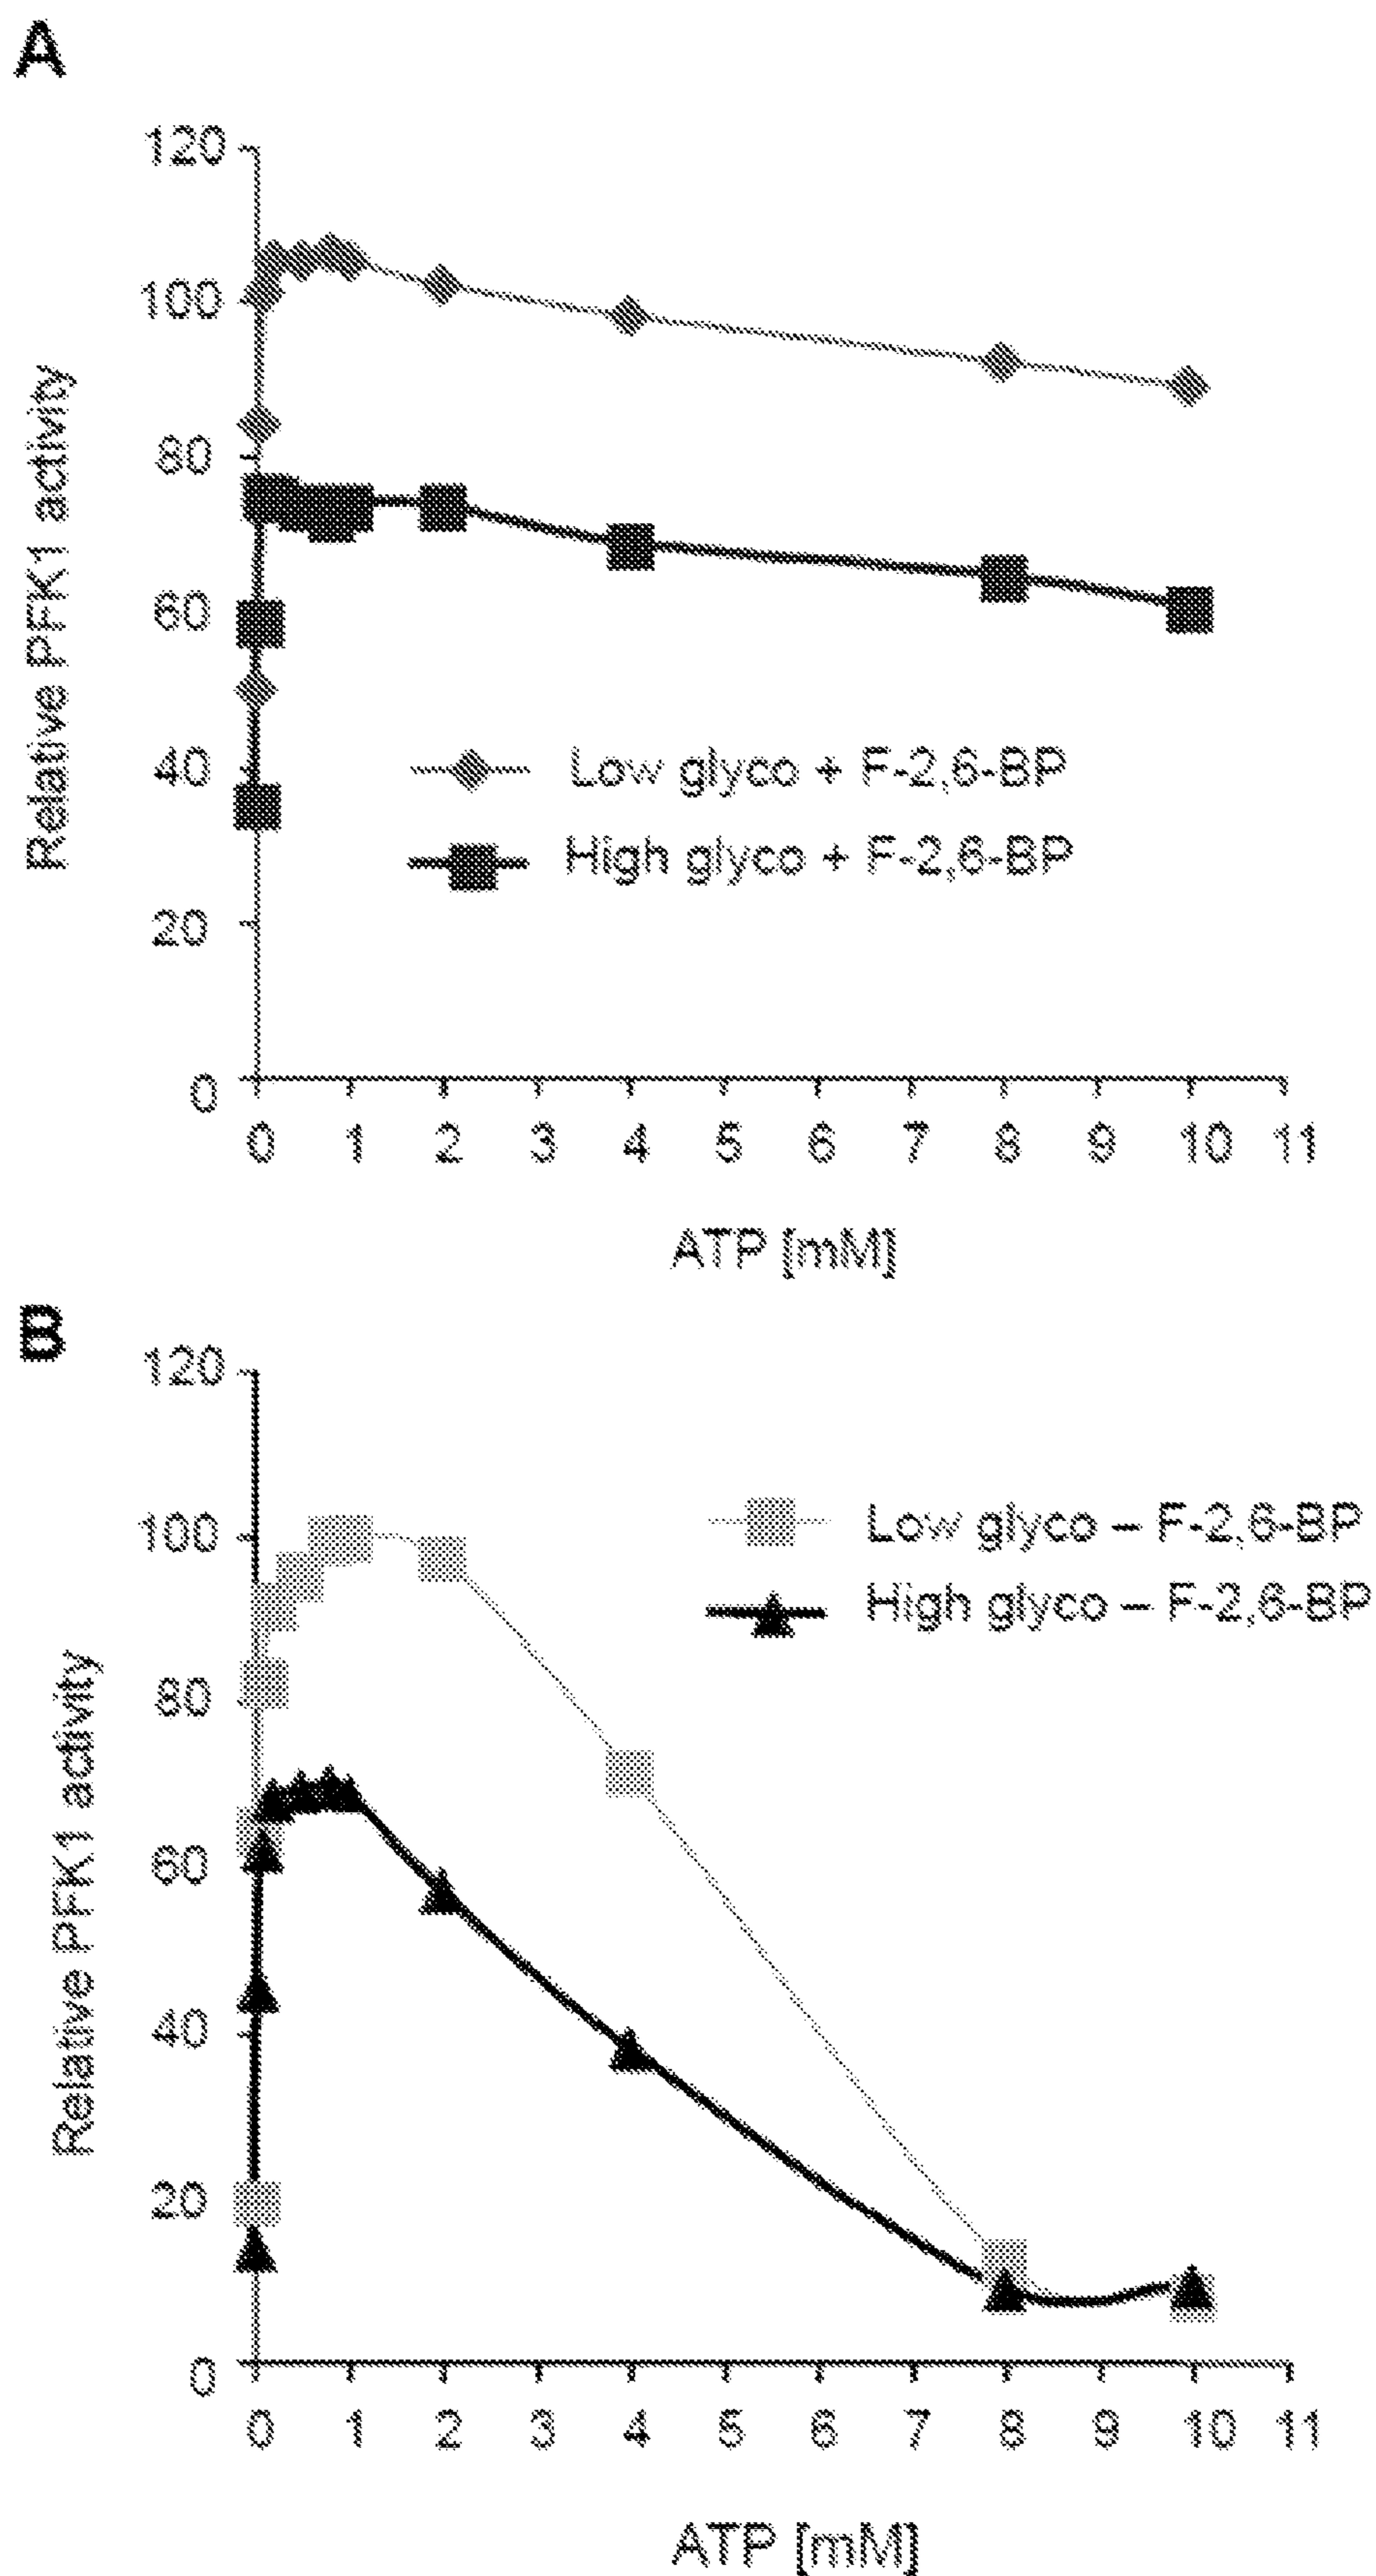 A
120
100
80
60
40
20
0
Relative PFK1 activity
Low glyco + F-2,6-BP
High glyco + F-2,6-BP
0 1 2 3 4 5 6 7 8 9 10 11
ATP [mM]
B
120
100
80
60
40
20
0
Relative PFK1 activity
Low glyco – F-2,6-BP
High glyco – F-2,6-BP
0 1 2 3 4 5 6 7 8 9 10 11
ATP [mM]